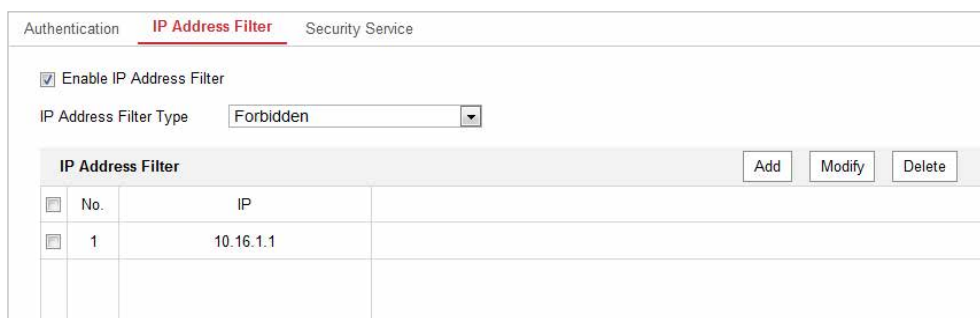 Authentication IP Address Filter Security Service
Enable IP Address Filter
IP Address Filter Type Forbidden
IP Address Filter Add Modify Delete
No. IP
1 10.16.1.1